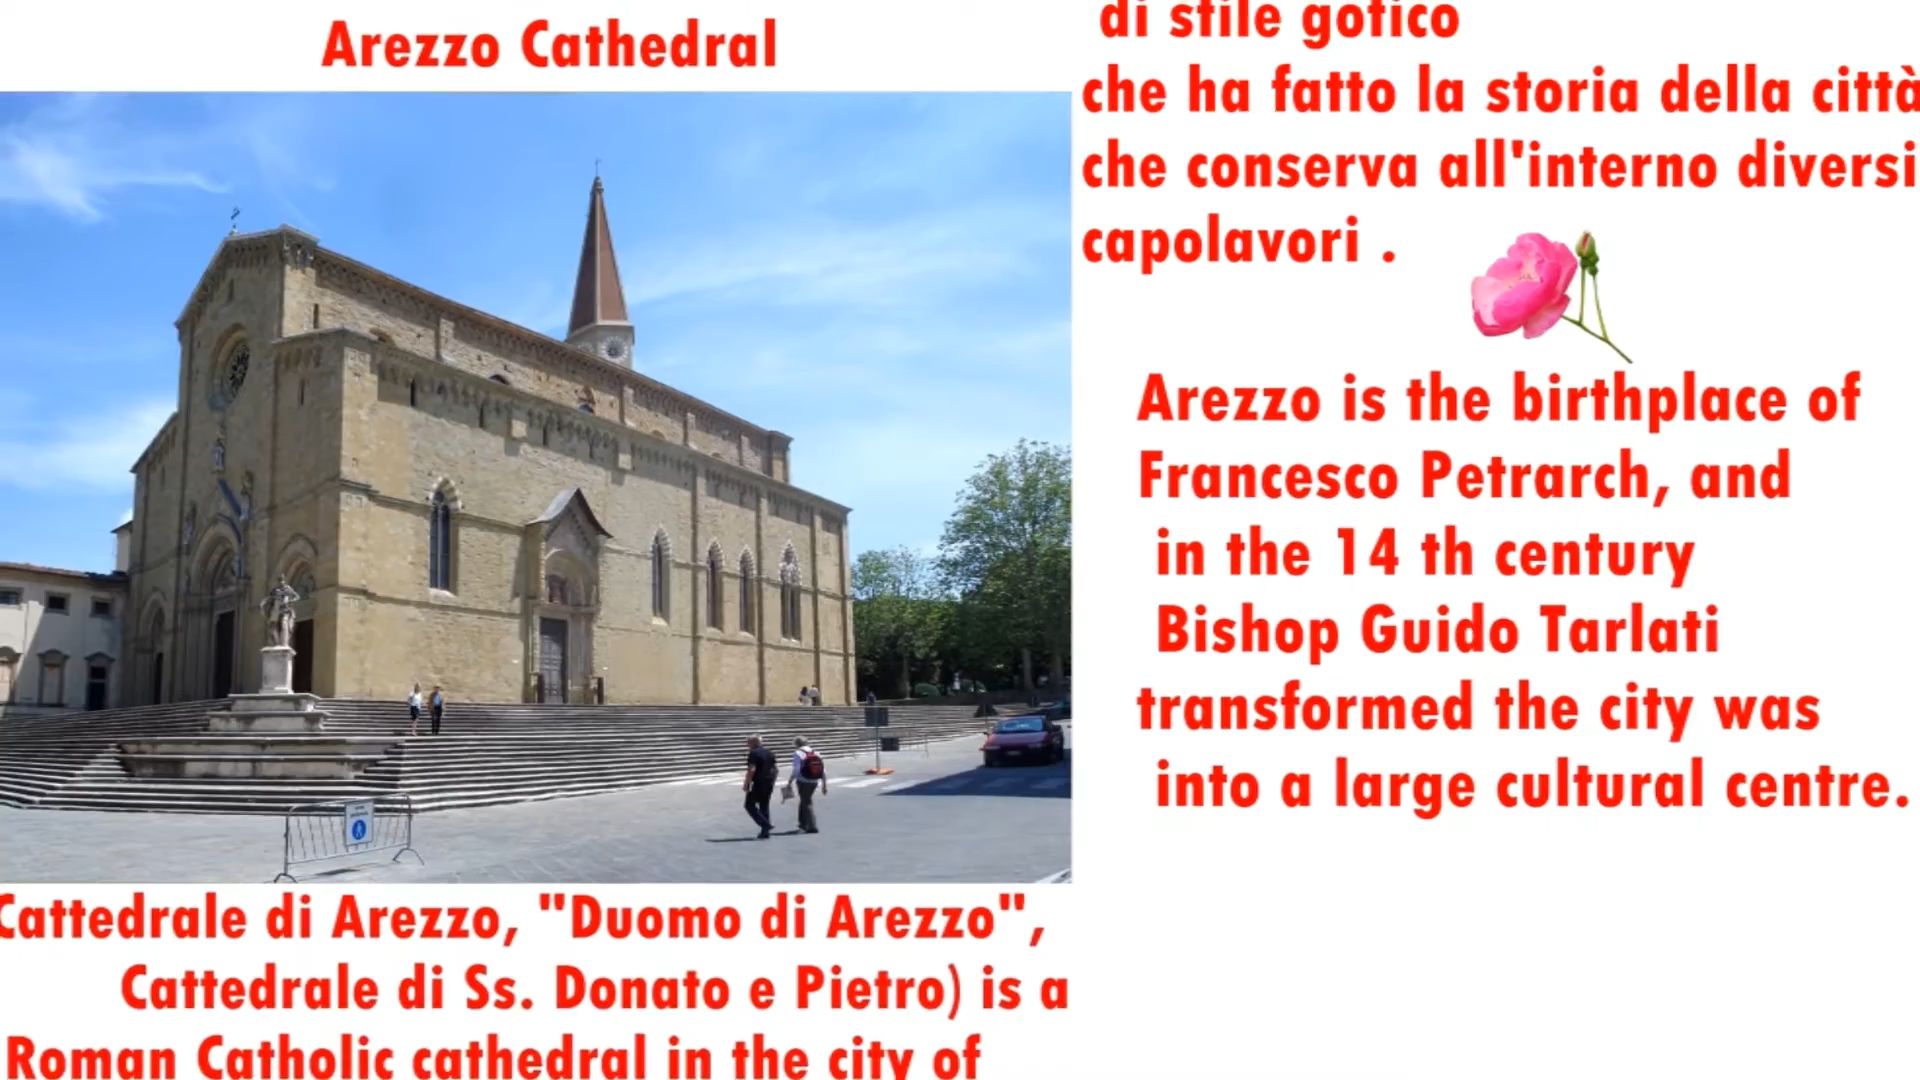 Arezzo Cathedral
Cattedrale di Arezzo, "Duomo di Arezzo",
Cattedrale di Ss. Donato e Pietro) is a
Roman Catholic cathedral in the city of
di stile gotico
che ha fatto la storia della città
che conserva all'interno diversi
capolavori .
Arezzo is the birthplace of
Francesco Petrarch, and
in the 14 th century
Bishop Guido Tarlati
transformed the city was
into a large cultural centre.